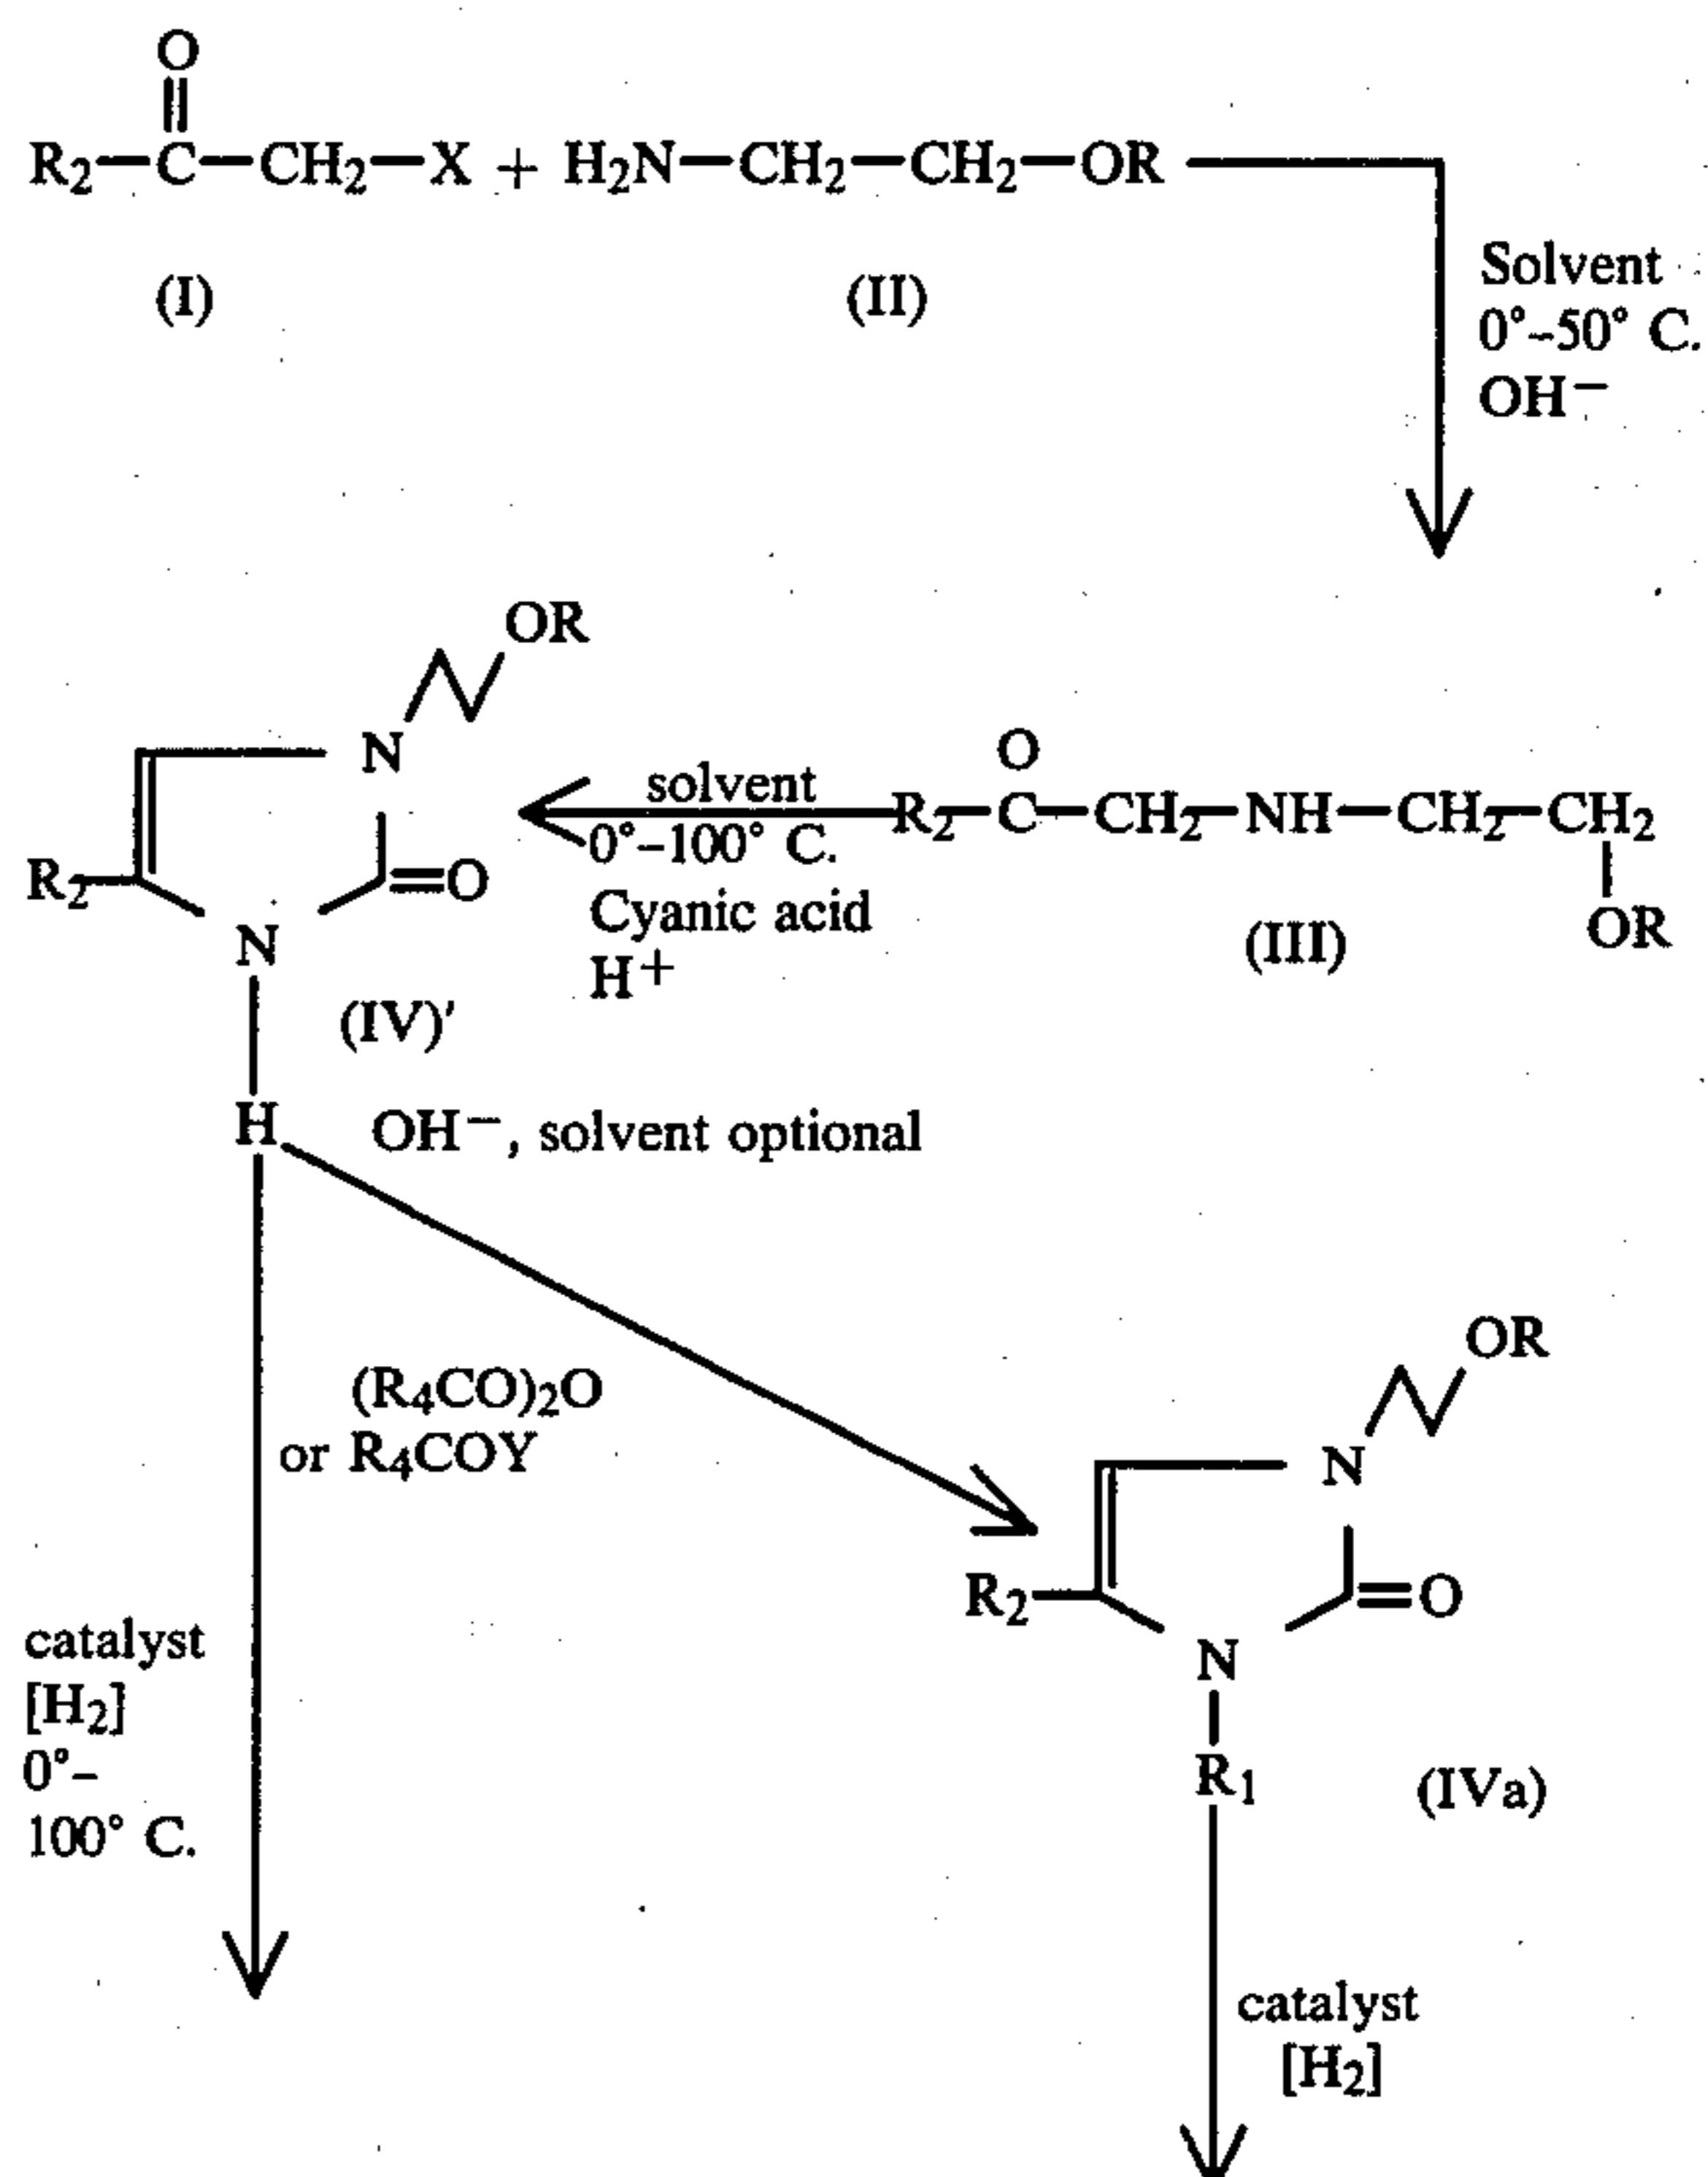 O
R₂—C—CH₂—X + H₂N—CH₂—CH₂—OR
(I) (II)
Solvent
0°–50° C.
OH⁻
OR
N
R₂ =O
N
(IV)'
H
solvent
0°–100° C.
Cyanic acid
H⁺
O
R₂—C—CH₂—NH—CH₂—CH₂
OR
(III)
OH⁻, solvent optional
(R₄CO)₂O
or R₄COY
catalyst
[H₂]
0°–
100° C.
OR
N
R₂ =O
N
R₁
(IVa)
catalyst
[H₂]